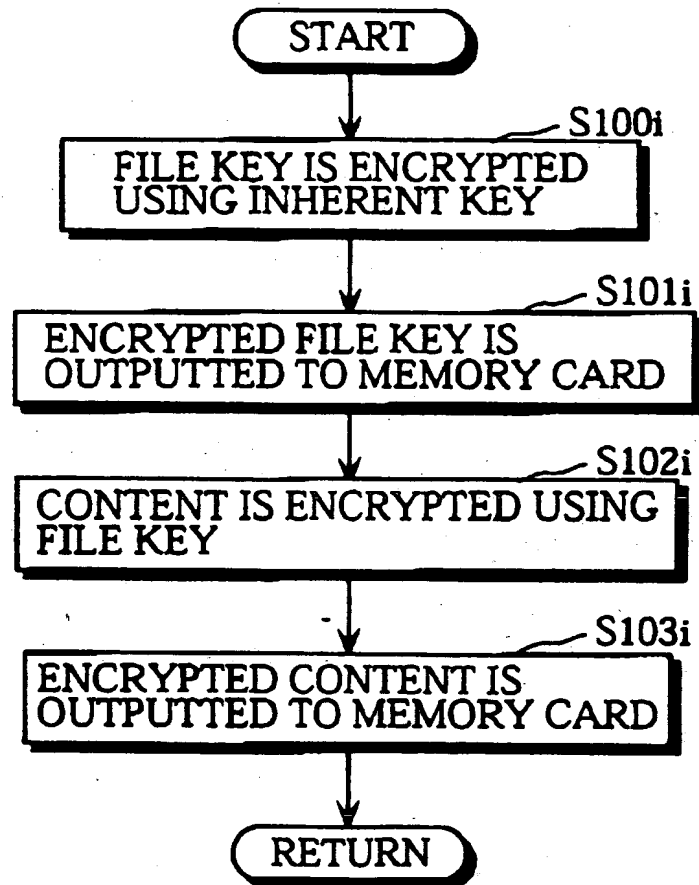 START
S100i
FILE KEY IS ENCRYPTED
USING INHERENT KEY
S101i
ENCRYPTED FILE KEY IS
OUTPUTTED TO MEMORY CARD
S102i
CONTENT IS ENCRYPTED USING
FILE KEY
S103i
ENCRYPTED CONTENT IS
OUTPUTTED TO MEMORY CARD
RETURN